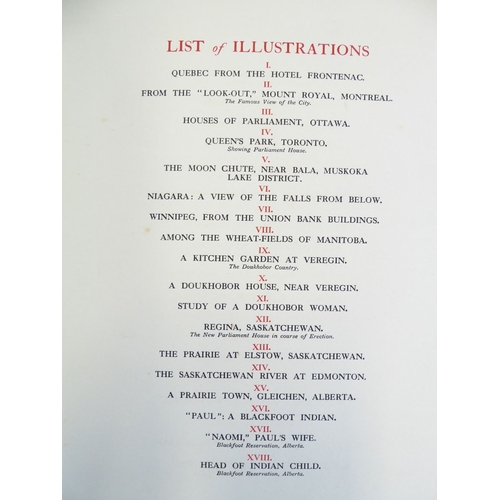 LIST of ILLUSTRATIONS
I.
QUEBEC FROM THE HOTEL FRONTENAC.
II.
FROM THE "LOOK-OUT," MOUNT ROYAL, MONTREAL.
The Famous View of the City.
III.
HOUSES OF PARLIAMENT, OTTAWA.
IV.
QUEEN'S PARK, TORONTO.
Showing Parliament House.
V.
THE MOON CHUTE, NEAR BALA, MUSKOKA
LAKE DISTRICT.
VI.
NIAGARA: A VIEW OF THE FALLS FROM BELOW.
VII.
WINNIPEG, FROM THE UNION BANK BUILDINGS.
VIII.
AMONG THE WHEAT-FIELDS OF MANITOBA.
IX.
A KITCHEN GARDEN AT VEREGIN.
The Doukhobor Country.
X.
A DOUKHOBOR HOUSE, NEAR VEREGIN.
XI.
STUDY OF A DOUKHOBOR WOMAN.
XII.
REGINA, SASKATCHEWAN.
The New Parliament House in course of Erection.
XIII.
THE PRAIRIE AT ELSTOW, SASKATCHEWAN.
XIV.
THE SASKATCHEWAN RIVER AT EDMONTON.
XV.
A PRAIRIE TOWN, GLEICHEN, ALBERTA.
XVI.
"PAUL": A BLACKFOOT INDIAN.
XVII.
"NAOMI," PAUL'S WIFE.
Blackfoot Reservation, Alberta.
XVIII.
HEAD OF INDIAN CHILD.
Blackfoot Reservation, Alberta.